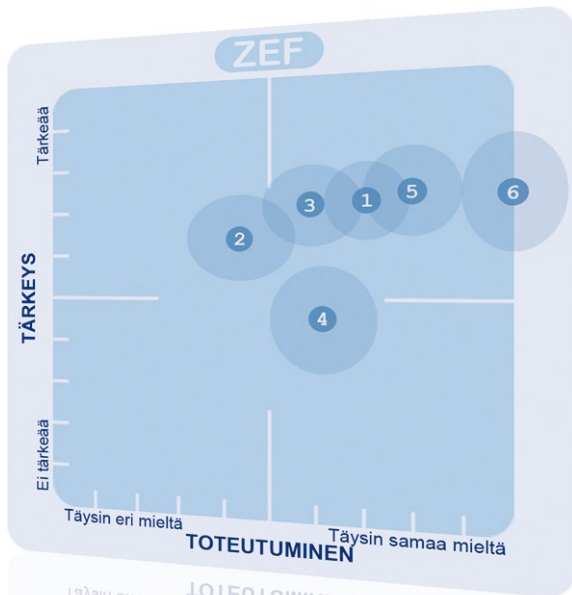 ZEF
Tärkeää
TÄRKEYS
Ei tärkeää
1
2
3
4
5
6
Täysin eri mieltä
Täysin samaa mieltä
TOTEUTUMINEN